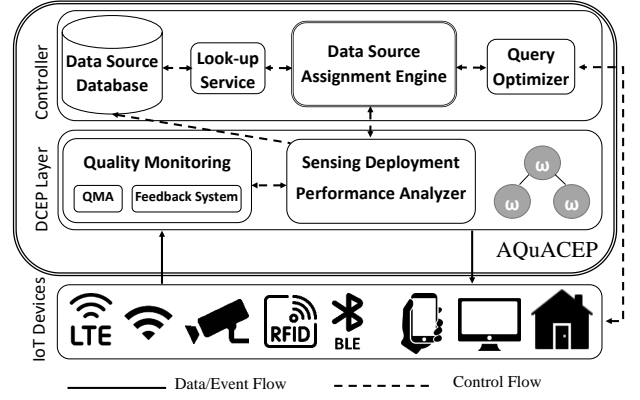 Controller
Data Source
Database
Look-up
Service
Data Source
Assignment Engine
Query
Optimizer
DCEP Layer
Quality Monitoring
QMA
Feedback System
Sensing Deployment
Performance Analyzer
ω
ω
ω
AQuACEP
IoT Devices
LTE
RFID
BLE
Data/Event Flow
Control Flow